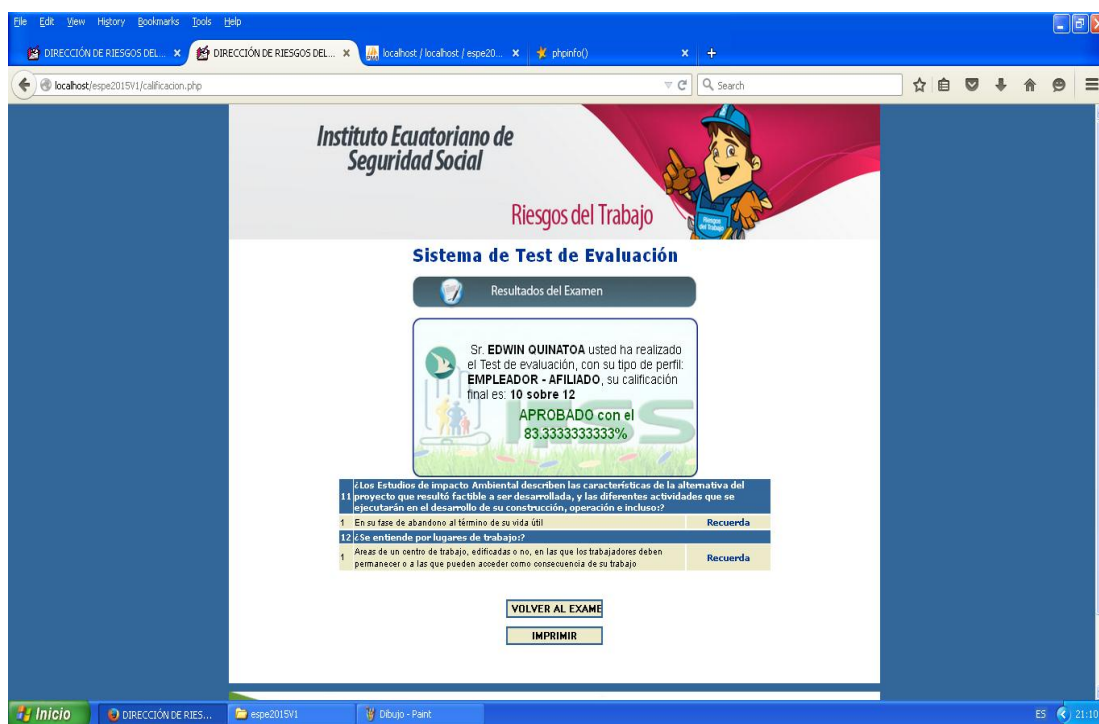 File Edit View History Bookmarks Tools Help
DIRECCIÓN DE RIESGOS DEL... × DIRECCIÓN DE RIESGOS DEL... × localhost / localhost / espe20... × phpinfo() × +
localhost/espe2015V1/calificacion.php Search
Instituto Ecuatoriano de
Seguridad Social
Riesgos del Trabajo
Riesgos
del Trabajo
Sistema de Test de Evaluación
Resultados del Examen
Sr. EDWIN QUINATOA usted ha realizado
el Test de evaluación, con su tipo de perfil:
EMPLEADOR - AFILIADO, su calificación
final es: 10 sobre 12
APROBADO con el
83.3333333333%
IESS
¿Los Estudios de impacto Ambiental describen las características de la alternativa del
11 proyecto que resultó factible a ser desarrollada, y las diferentes actividades que se
ejecutarán en el desarrollo de su construcción, operación e incluso:?
1 En su fase de abandono al término de su vida útil Recuerda
12 ¿Se entiende por lugares de trabajo:?
1 Areas de un centro de trabajo, edificadas o no, en las que los trabajadores deben
permanecer o a las que pueden acceder como consecuencia de su trabajo Recuerda
VOLVER AL EXAME
IMPRIMIR
Inicio DIRECCIÓN DE RIES... espe2015V1 Dibujo - Paint ES 21:10